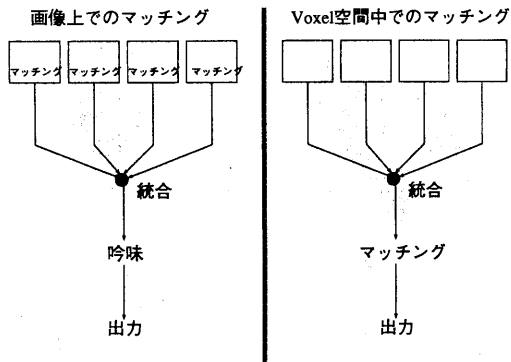 画像上でのマッチング
マッチング マッチング マッチング マッチング
統合
吟味
出力
Voxel空間中でのマッチング
統合
マッチング
出力